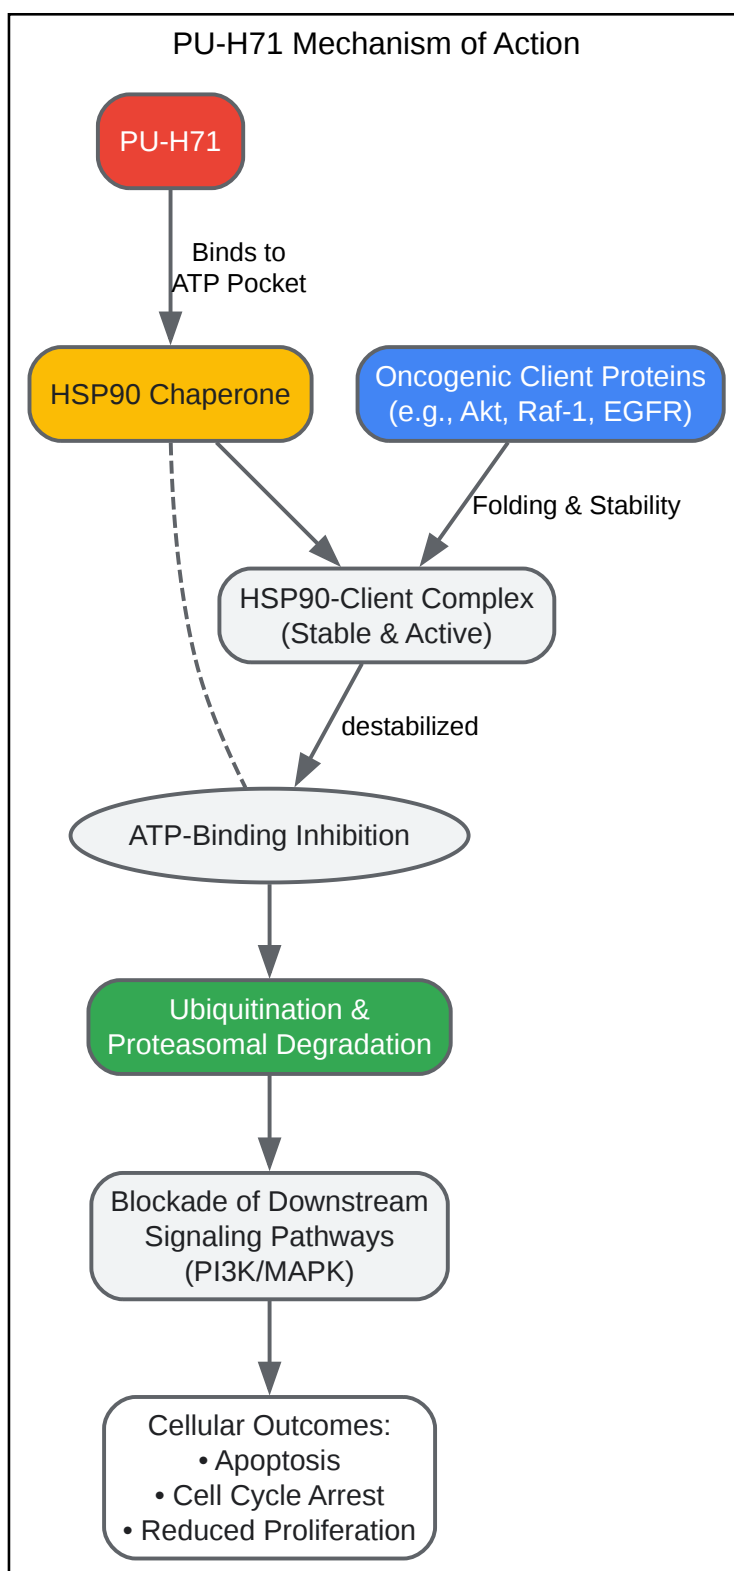 PU-H71 Mechanism of Action
PU-H71
Binds to
ATP Pocket
HSP90 Chaperone
Oncogenic Client Proteins
(e.g., Akt, Raf-1, EGFR)
Folding & Stability
HSP90-Client Complex
(Stable & Active)
destabilized
ATP-Binding Inhibition
Ubiquitination &
Proteasomal Degradation
Blockade of Downstream
Signaling Pathways
(PI3K/MAPK)
Cellular Outcomes:
• Apoptosis
• Cell Cycle Arrest
• Reduced Proliferation